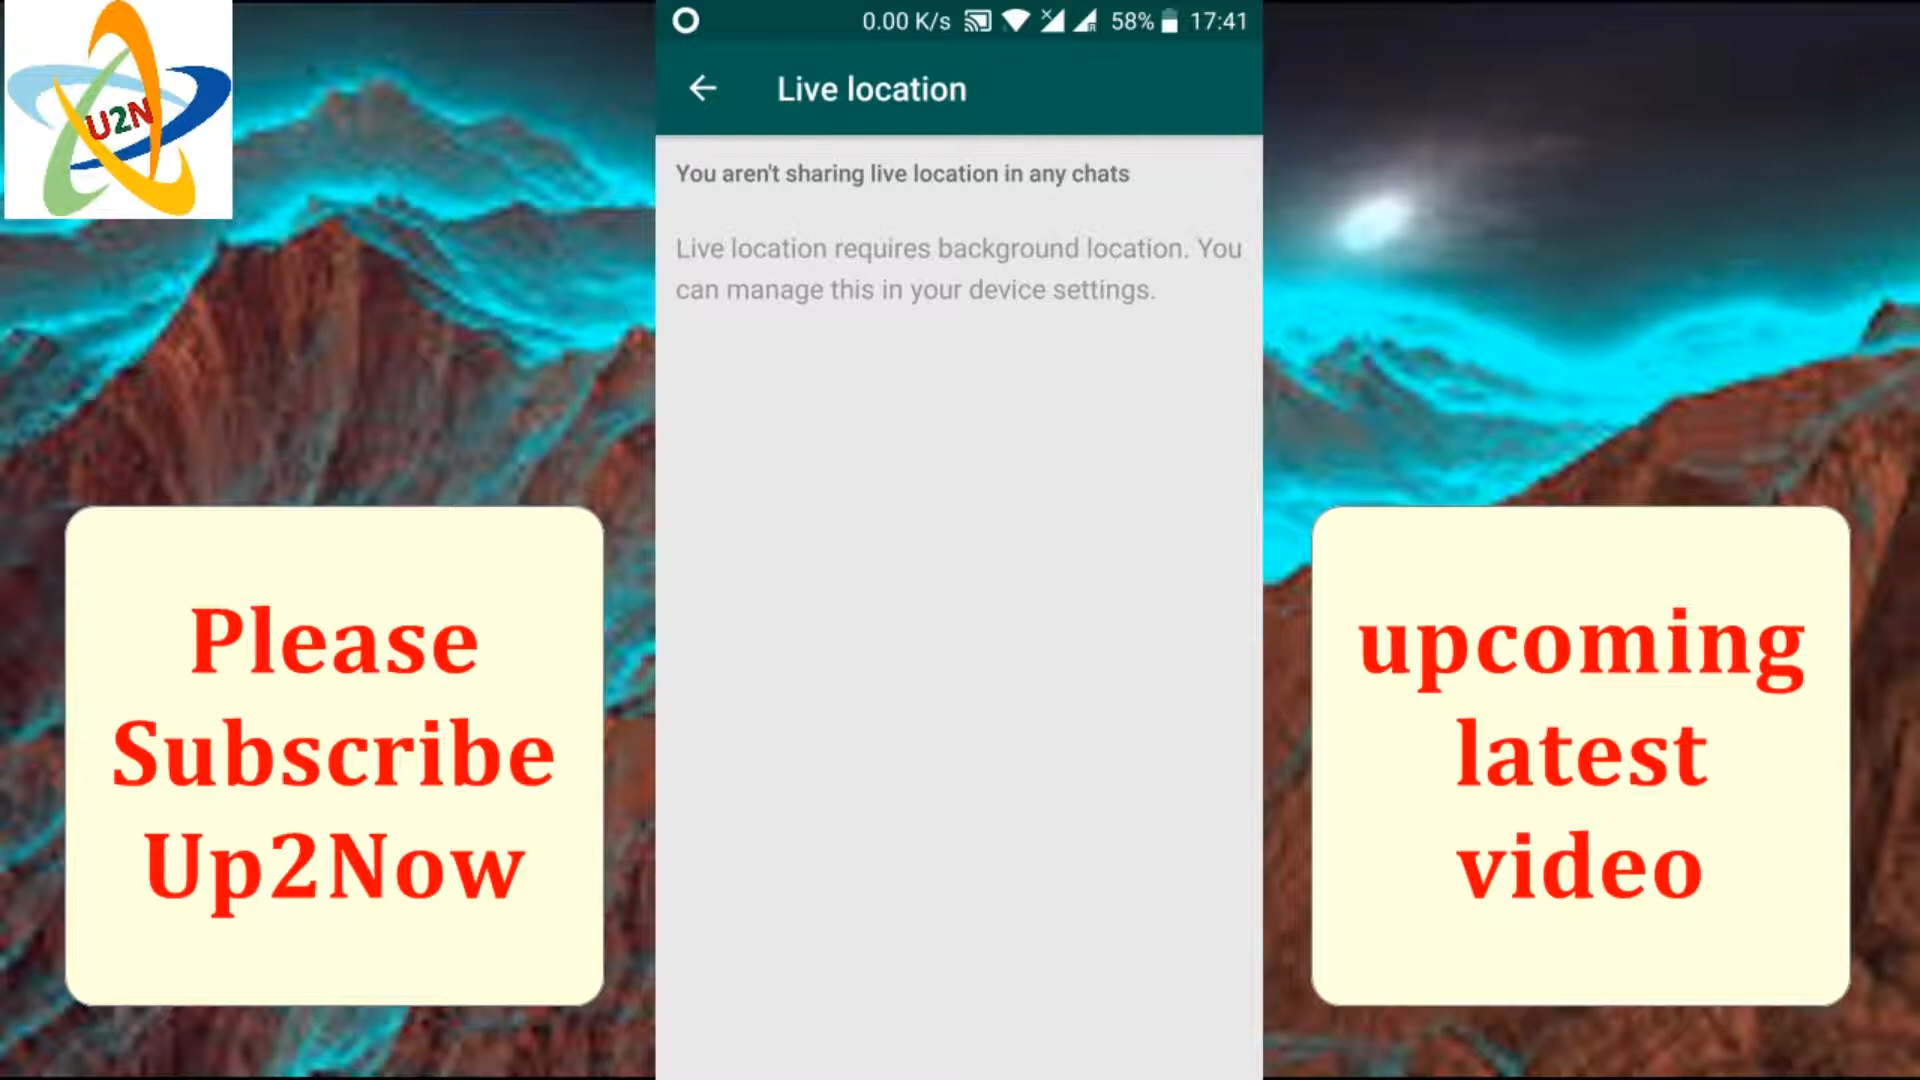 U2N
0.00 K/s 58% 17:41
Live location
You aren't sharing live location in any chats
Live location requires background location. You
can manage this in your device settings.
Please
Subscribe
Up2Now
upcoming
latest
video